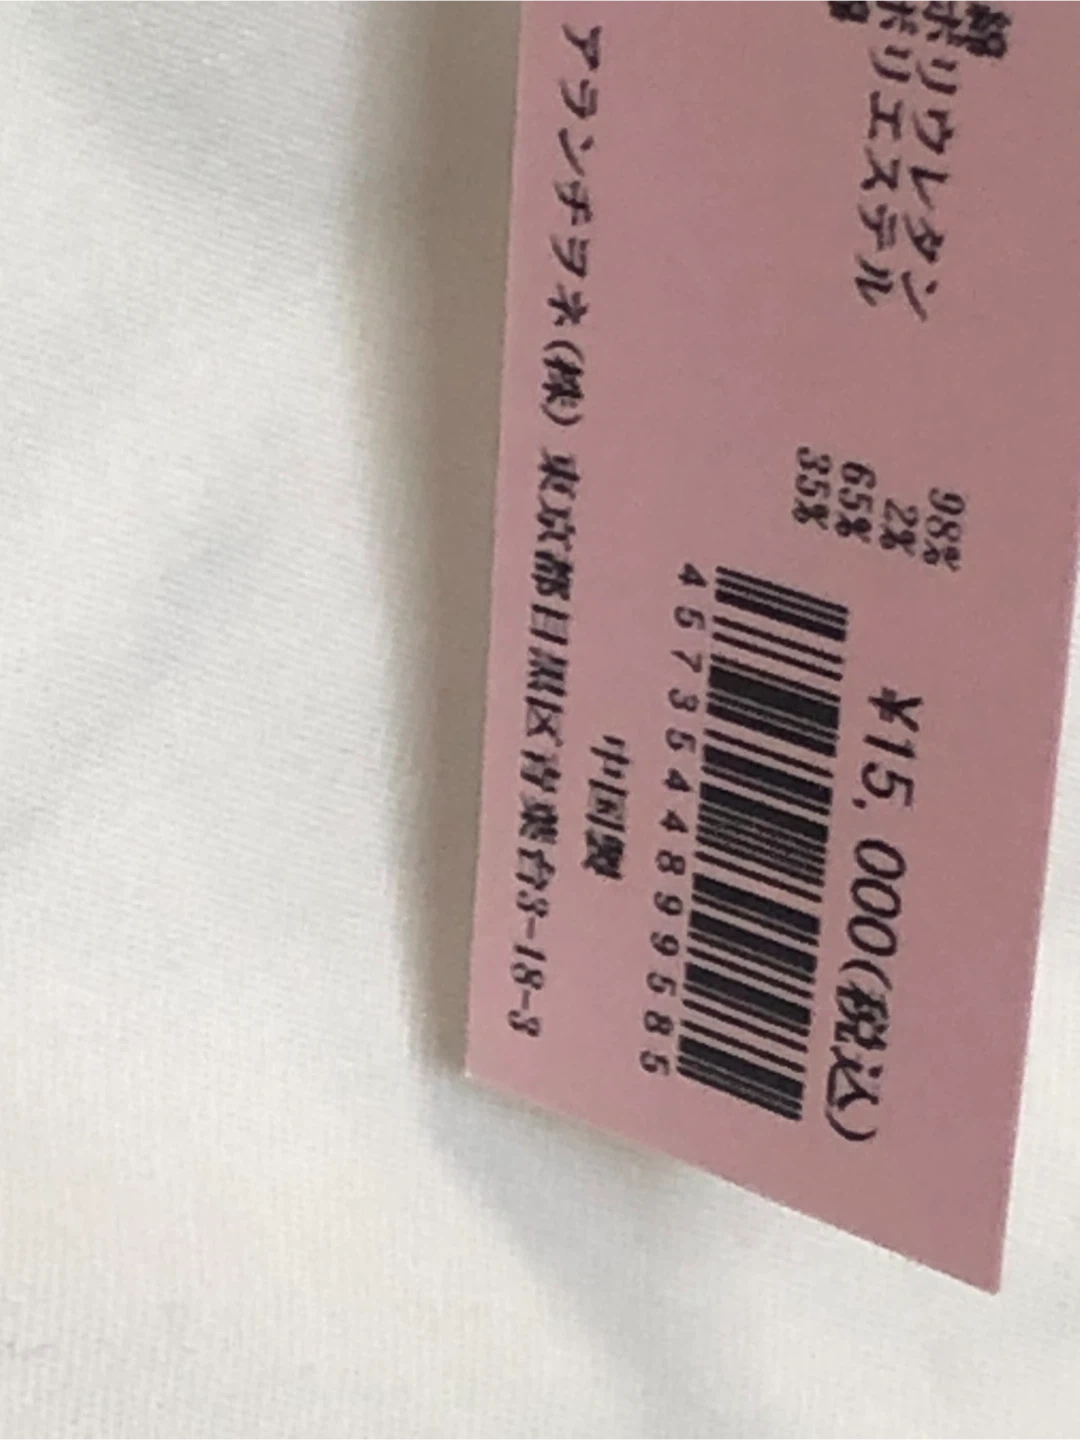 綿 98%
ポリウレタン 2%
ポリエステル 65%
綿 35%
¥15,000(税込)
4573544899585
中国製
アランチヲネ(株) 東京都目黒区青葉台3-18-3